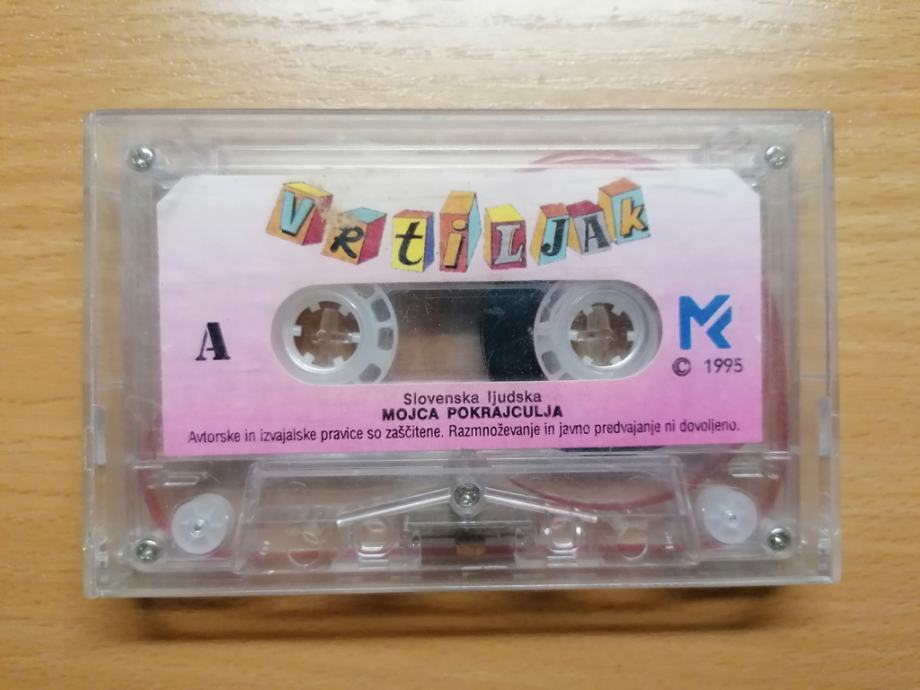 VRTiLJAk
A
MK
© 1995
Slovenska ljudska
MOJCA POKRAJCULJA
Avtorske in izvajalske pravice so zaščitene. Razmnoževanje in javno predvajanje ni dovoljeno.